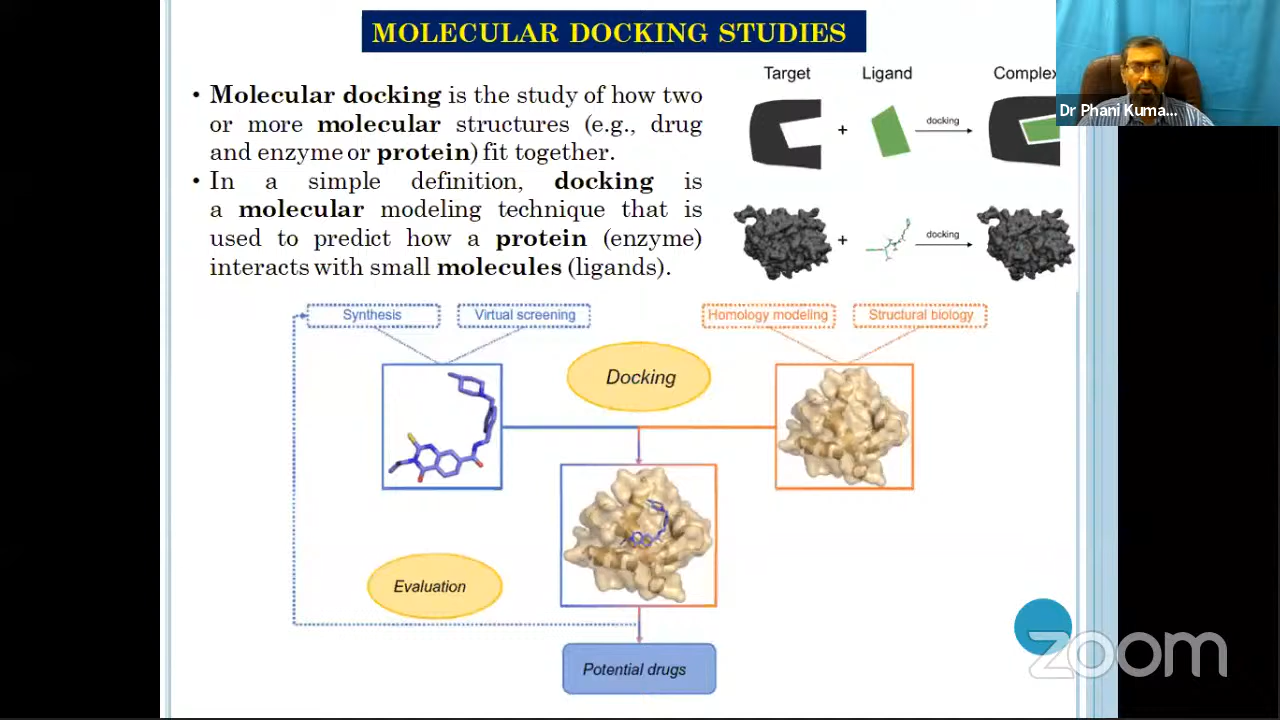 MOLECULAR DOCKING STUDIES
• Molecular docking is the study of how two
or more molecular structures (e.g., drug
and enzyme or protein) fit together.
• In a simple definition, docking is
a molecular modeling technique that is
used to predict how a protein (enzyme)
interacts with small molecules (ligands).
Target
Ligand
Complex
+
docking
+
docking
Dr Phani Kuma...
Synthesis
Virtual screening
Homology modeling
Structural biology
Docking
Evaluation
Potential drugs
zoom